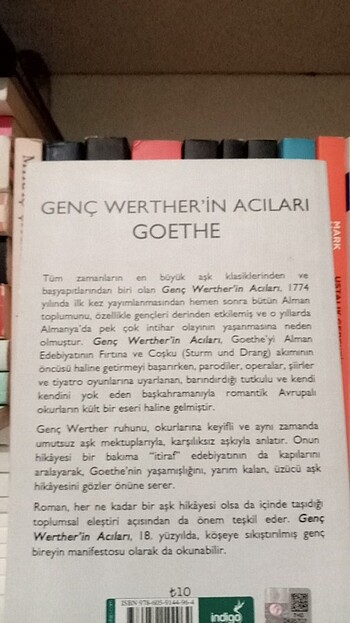 GENÇ WERTHER'İN ACILARI
GOETHE
Tüm zamanların en büyük aşk klasiklerinden ve
başyapıtlarından biri olan Genç Werther'in Acıları, 1774
yılında ilk kez yayımlanmasından hemen sonra bütün Alman
toplumunu, özellikle gençleri derinden etkilemiş ve o yıllarda
Almanya'da pek çok intihar olayının yaşanmasına neden
olmuştur. Genç Werther'in Acıları, Goethe'yi Alman
Edebiyatının Fırtına ve Coşku (Sturm und Drang) akımının
öncüsü haline getirmeyi başarırken, parodiler, operalar, şiirler
ve tiyatro oyunlarına uyarlanan, barındırdığı tutkulu ve kendi
kendini yok eden başkahramanıyla romantik Avrupalı
okurların kült bir eseri haline gelmiştir.
Genç Werther ruhunu, okurlarına keyifli ve aynı zamanda
umutsuz aşk mektuplarıyla, karşılıksız aşkıyla anlatır. Onun
hikâyesi bir bakıma "itiraf" edebiyatının da kapılarını
aralayarak, Goethe'nin yaşamışlığını, yarım kalan, üzücü aşk
hikâyesini gözler önüne serer.
Roman, her ne kadar bir aşk hikâyesi olsa da içinde taşıdığı
toplumsal eleştiri açısından da önem teşkil eder. Genç
Werther'in Acıları, 18. yüzyılda, köşeye sıkıştırılmış genç
bireyin manifestosu olarak da okunabilir.
₺10
ISBN 978-605-9144-96-4
indigo
MARK